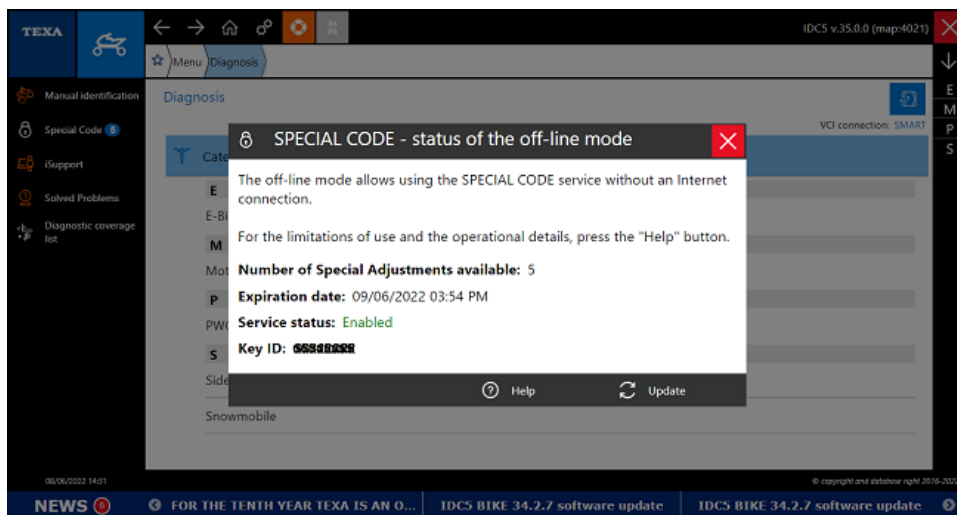 TEXA
IDC5 v.35.0.0 (map:4021)
Menu
Diagnosis
Manual identification
Special Code 5
iSupport
Solved Problems
Diagnostic coverage
list
Diagnosis
VCI connection: SMART
E
M
P
S
Cate
E
E-Bi
M
Mot
P
PWC
S
Side
Snowmobile
SPECIAL CODE - status of the off-line mode
The off-line mode allows using the SPECIAL CODE service without an Internet
connection.
For the limitations of use and the operational details, press the "Help" button.
Number of Special Adjustments available: 5
Expiration date: 09/06/2022 03:54 PM
Service status: Enabled
Key ID:
Help
Update
08/06/2022 14:31
© copyright and database right 2016-2022
NEWS 6
FOR THE TENTH YEAR TEXA IS AN O...
IDC5 BIKE 34.2.7 software update
IDC5 BIKE 34.2.7 software update